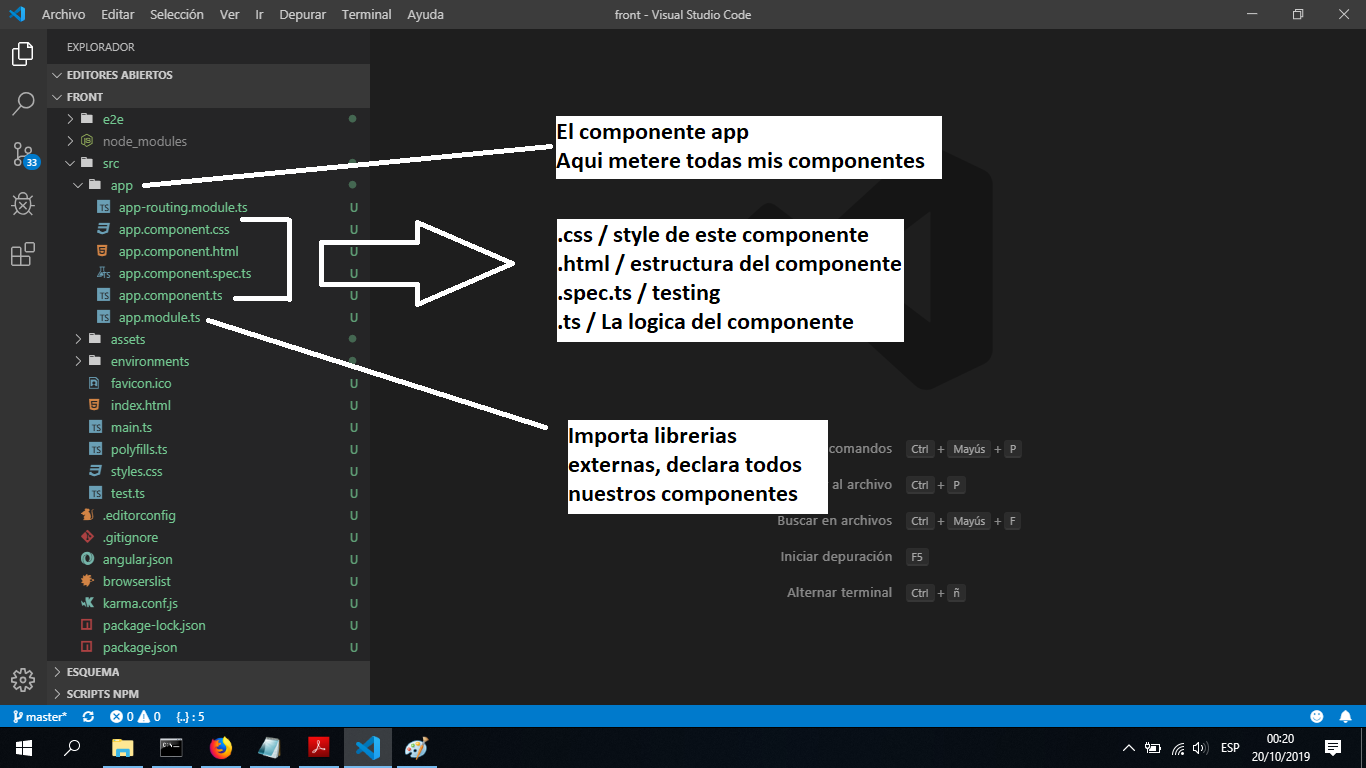 Archivo Editar Selección Ver Ir Depurar Terminal Ayuda
front - Visual Studio Code
EXPLORADOR
EDITORES ABIERTOS
FRONT
e2e
node_modules
src
app
app-routing.module.ts U
app.component.css U
app.component.html U
app.component.spec.ts U
app.component.ts U
app.module.ts U
assets
environments
favicon.ico U
index.html U
main.ts U
polyfills.ts U
styles.css U
test.ts U
.editorconfig U
.gitignore U
angular.json U
browserslist U
karma.conf.js U
package-lock.json U
package.json U
ESQUEMA
SCRIPTS NPM
33
El componente app
Aqui metere todas mis componentes
.css / style de este componente
.html / estructura del componente
.spec.ts / testing
.ts / La logica del componente
Importa librerias
externas, declara todos
nuestros componentes
comandos Ctrl + Mayús + P
al archivo Ctrl + P
Buscar en archivos Ctrl + Mayús + F
Iniciar depuración F5
Alternar terminal Ctrl + ñ
master* 0 0 {..} : 5
ESP
00:20
20/10/2019